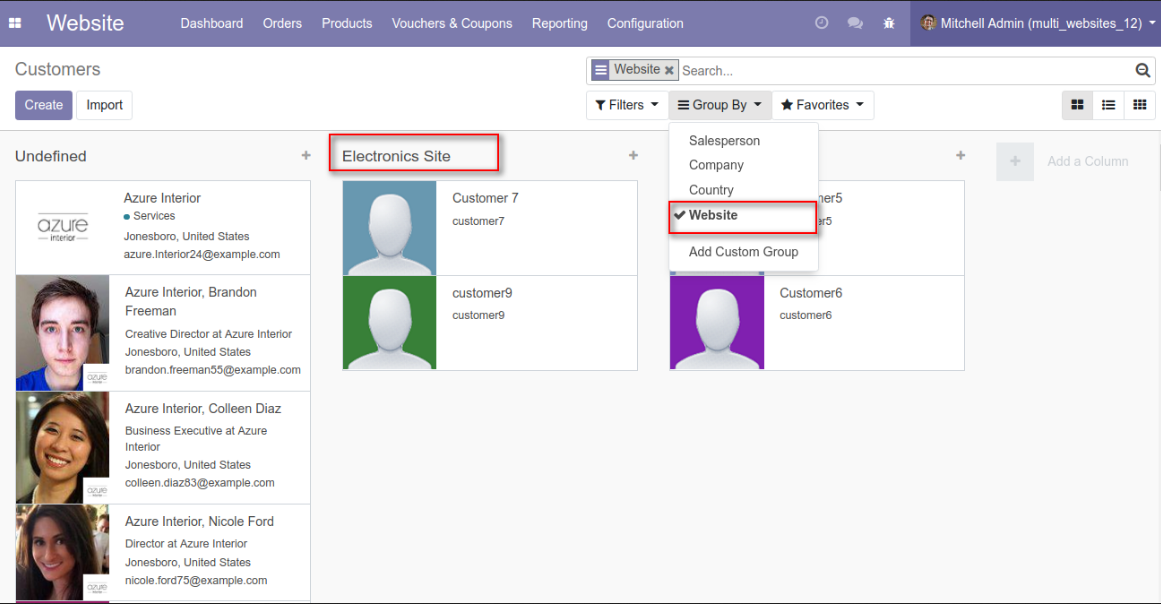 Website Dashboard Orders Products Vouchers & Coupons Reporting Configuration Mitchell Admin (multi_websites_12)
Customers
Website Search...
Create Import
Filters Group By Favorites
Salesperson
Company
Country
Website
Add Custom Group
Undefined
azure
interior
Azure Interior
Services
Jonesboro, United States
azure.Interior24@example.com
azure
Azure Interior, Brandon
Freeman
Creative Director at Azure Interior
Jonesboro, United States
brandon.freeman55@example.com
azure
Azure Interior, Colleen Diaz
Business Executive at Azure
Interior
Jonesboro, United States
colleen.diaz83@example.com
azure
Azure Interior, Nicole Ford
Director at Azure Interior
Jonesboro, United States
nicole.ford75@example.com
Electronics Site
Customer 7
customer7
customer9
customer9
Customer6
customer6
Add a Column